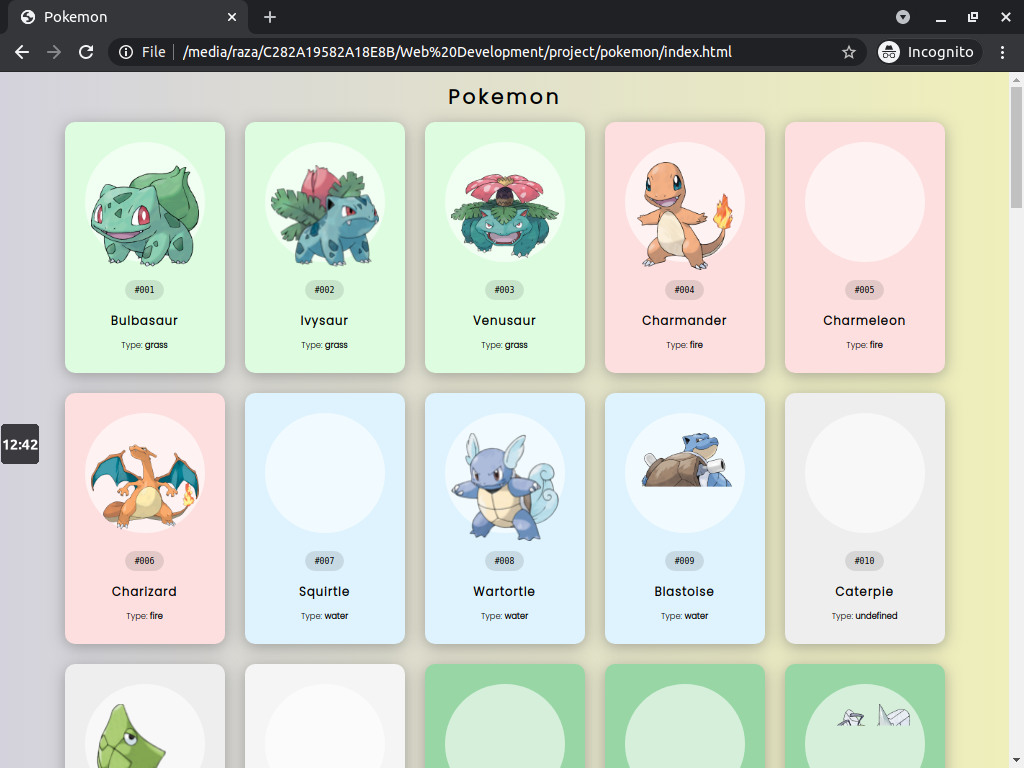 Pokemon
File
/media/raza/C282A19582A18E8B/Web%20Development/project/pokemon/index.html
Incognito
Pokemon
#001
Bulbasaur
Type: grass
#002
Ivysaur
Type: grass
#003
Venusaur
Type: grass
#004
Charmander
Type: fire
#005
Charmeleon
Type: fire
12:42
#006
Charizard
Type: fire
#007
Squirtle
Type: water
#008
Wartortle
Type: water
#009
Blastoise
Type: water
#010
Caterpie
Type: undefined